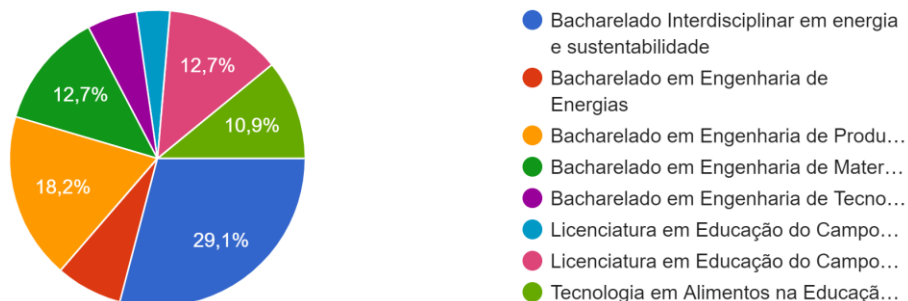 12,7%
12,7%
10,9%
18,2%
29,1%
Bacharelado Interdisciplinar em energia
e sustentabilidade
Bacharelado em Engenharia de
Energias
Bacharelado em Engenharia de Produ…
Bacharelado em Engenharia de Mater…
Bacharelado em Engenharia de Tecno…
Licenciatura em Educação do Campo…
Licenciatura em Educação do Campo…
Tecnologia em Alimentos na Educaçã…